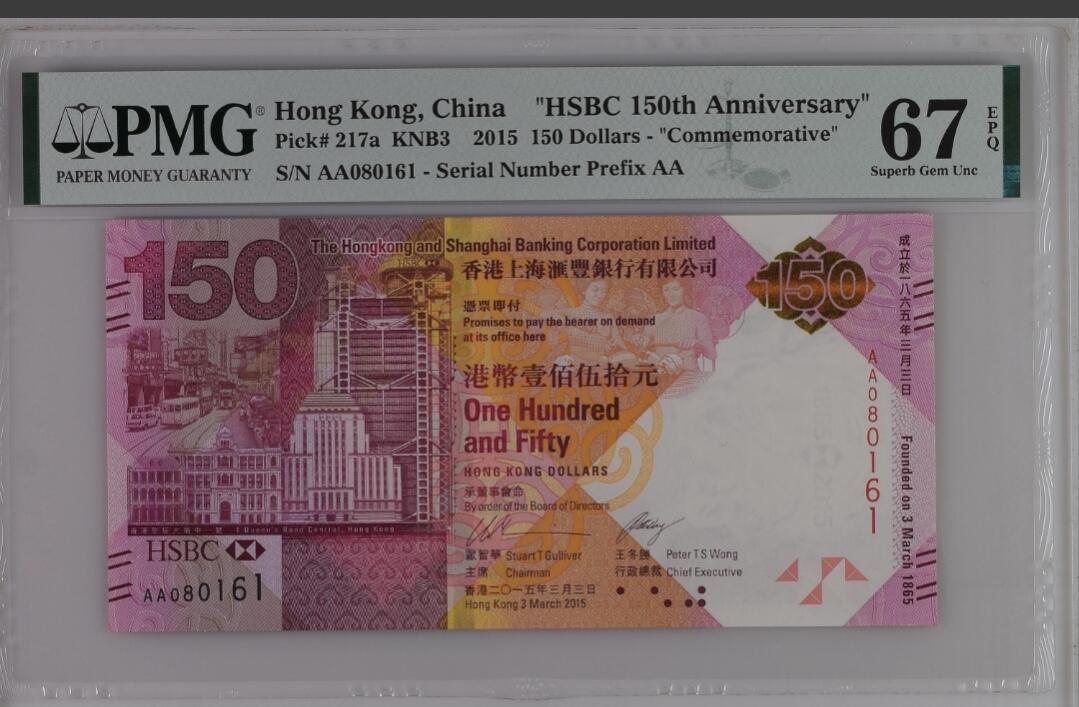 PMG®
PAPER MONEY GUARANTY
Hong Kong, China "HSBC 150th Anniversary"
Pick# 217a KNB3 2015 150 Dollars - "Commemorative"
S/N AA080161 - Serial Number Prefix AA
67
EPQ
Superb Gem Unc
150
The Hongkong and Shanghai Banking Corporation Limited
香港上海滙豐銀行有限公司
150
憑票即付
Promises to pay the bearer on demand
at its office here
港幣壹佰伍拾元
One Hundred
and Fifty
HONG KONG DOLLARS
承董事會命
By order of the Board of Directors
歐智華 Stuart T Gulliver
主席 Chairman
王冬勝 Peter T S Wong
行政總裁 Chief Executive
香港二〇一五年三月三日
Hong Kong 3 March 2015
1 Queen's Road Central, Hong Kong
HSBC
AA080161
AA080161
成立於一八六五年三月三日
Founded on 3 March 1865